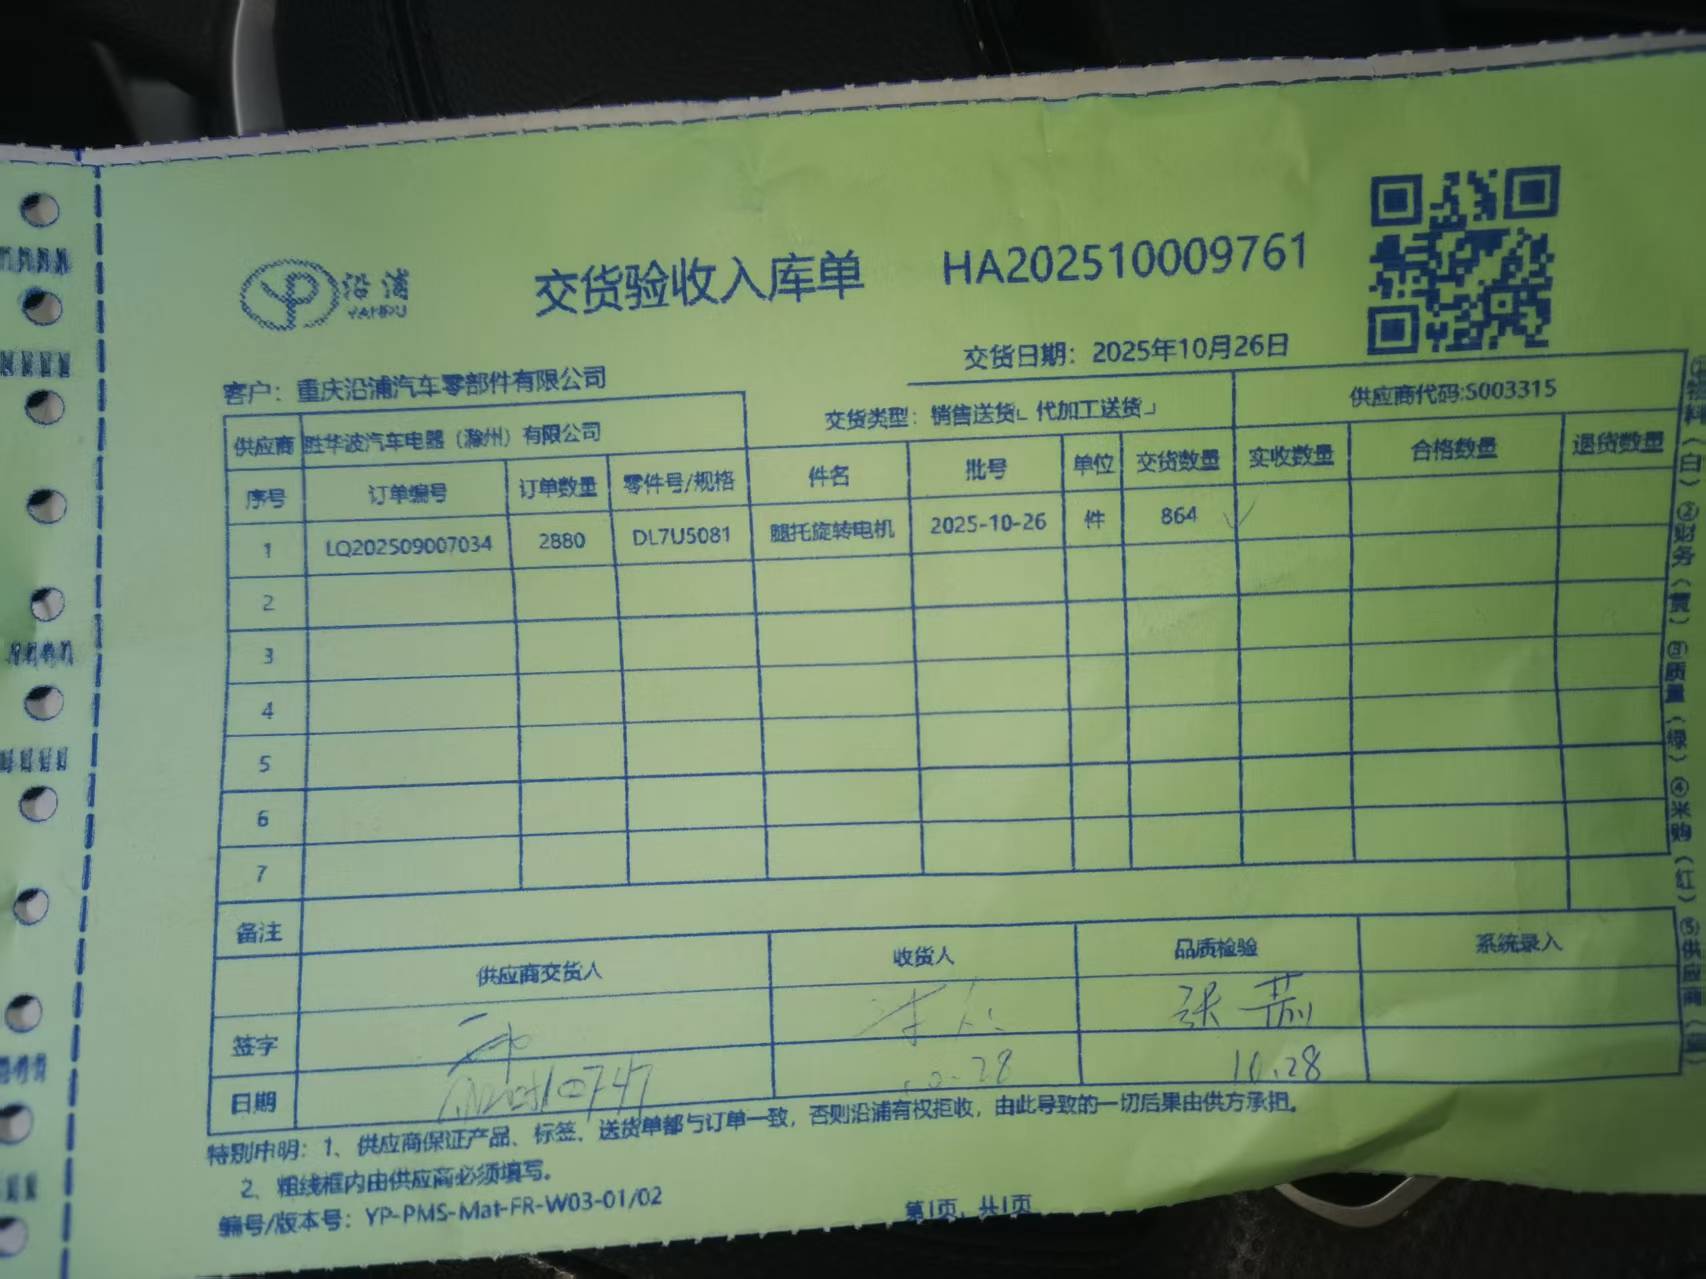 沿浦
YANPU
交货验收入库单
HA202510009761
交货日期：2025年10月26日
客户：重庆沿浦汽车零部件有限公司
供应商 胜华波汽车电器（滁州）有限公司 交货类型：销售送货 代加工送货 供应商代码:S003315
序号 订单编号 订单数量 零件号/规格 件名 批号 单位 交货数量 实收数量 合格数量 退货数量
1 LQ202509007034 2880 DL7U5081 腿托旋转电机 2025-10-26 件 864 ✓
2
3
4
5
6
7
备注
供应商交货人 收货人 品质检验 系统录入
签字 张
日期 10.28 10.28
特别申明：1、供应商保证产品、标签、送货单都与订单一致，否则沿浦有权拒收，由此导致的一切后果由供方承担。
2、粗线框内由供应商必须填写。
编号/版本号：YP-PMS-Mat-FR-W03-01/02
第1页，共1页
①物料（白）②财务（黄）③质量（绿）④采购（红）⑤供应商（蓝）